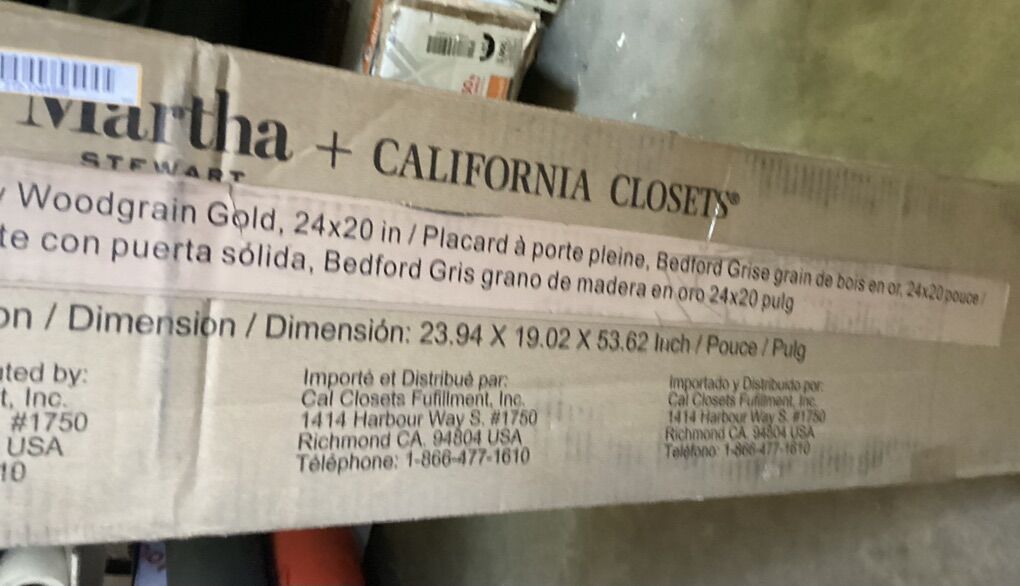 Martha + CALIFORNIA CLOSETS®
STEWART
Woodgrain Gold, 24x20 in / Placard à porte pleine, Bedford Grise grain de bois en or, 24x20 pouce /
te con puerta sólida, Bedford Gris grano de madera en oro 24x20 pulg
on / Dimension / Dimensión: 23.94 X 19.02 X 53.62 Inch / Pouce / Pulg
ted by:
t, Inc.
#1750
USA
10
Importé et Distribué par:
Cal Closets Fufillment, Inc.
1414 Harbour Way S. #1750
Richmond CA. 94804 USA
Téléphone: 1-866-477-1610
Importado y Distribuido por:
Cal Closets Fufillment, Inc.
1414 Harbour Way S. #1750
Richmond CA. 94804 USA
Teléfono: 1-866-477-1610